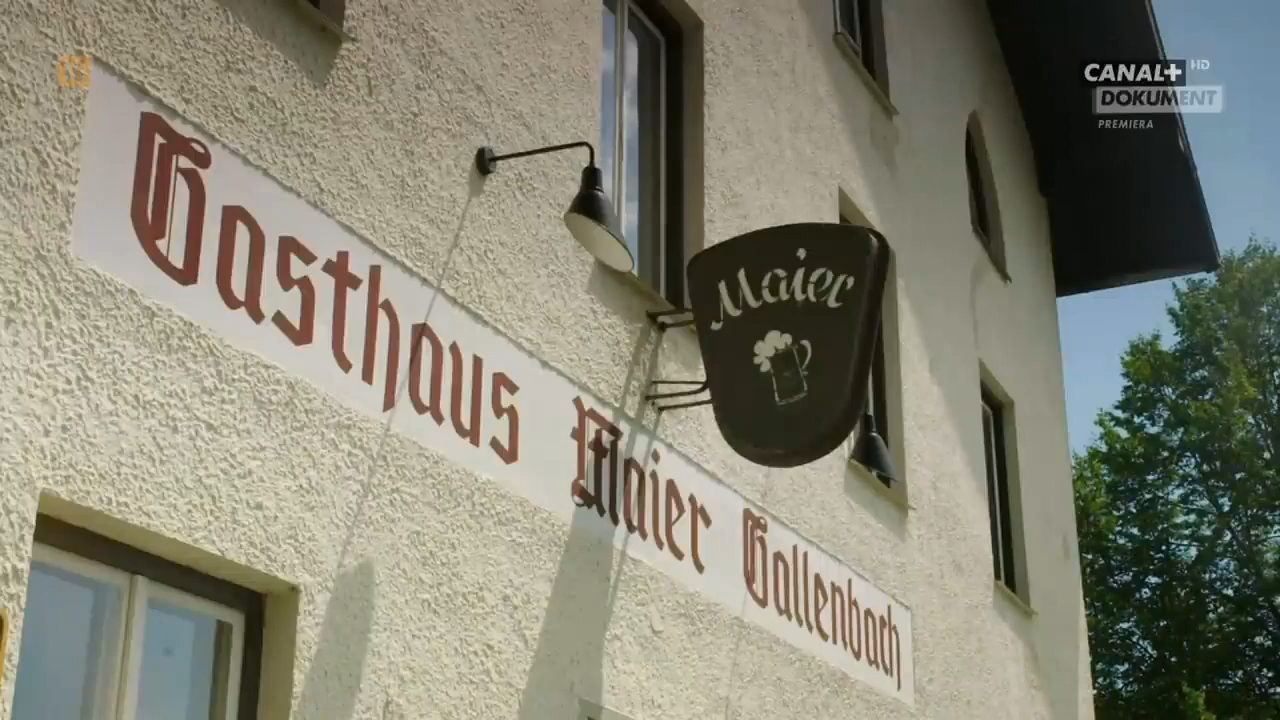 CANAL+ HD
DOKUMENT
PREMIERA
Gasthaus Maier Gallenbach
Maier